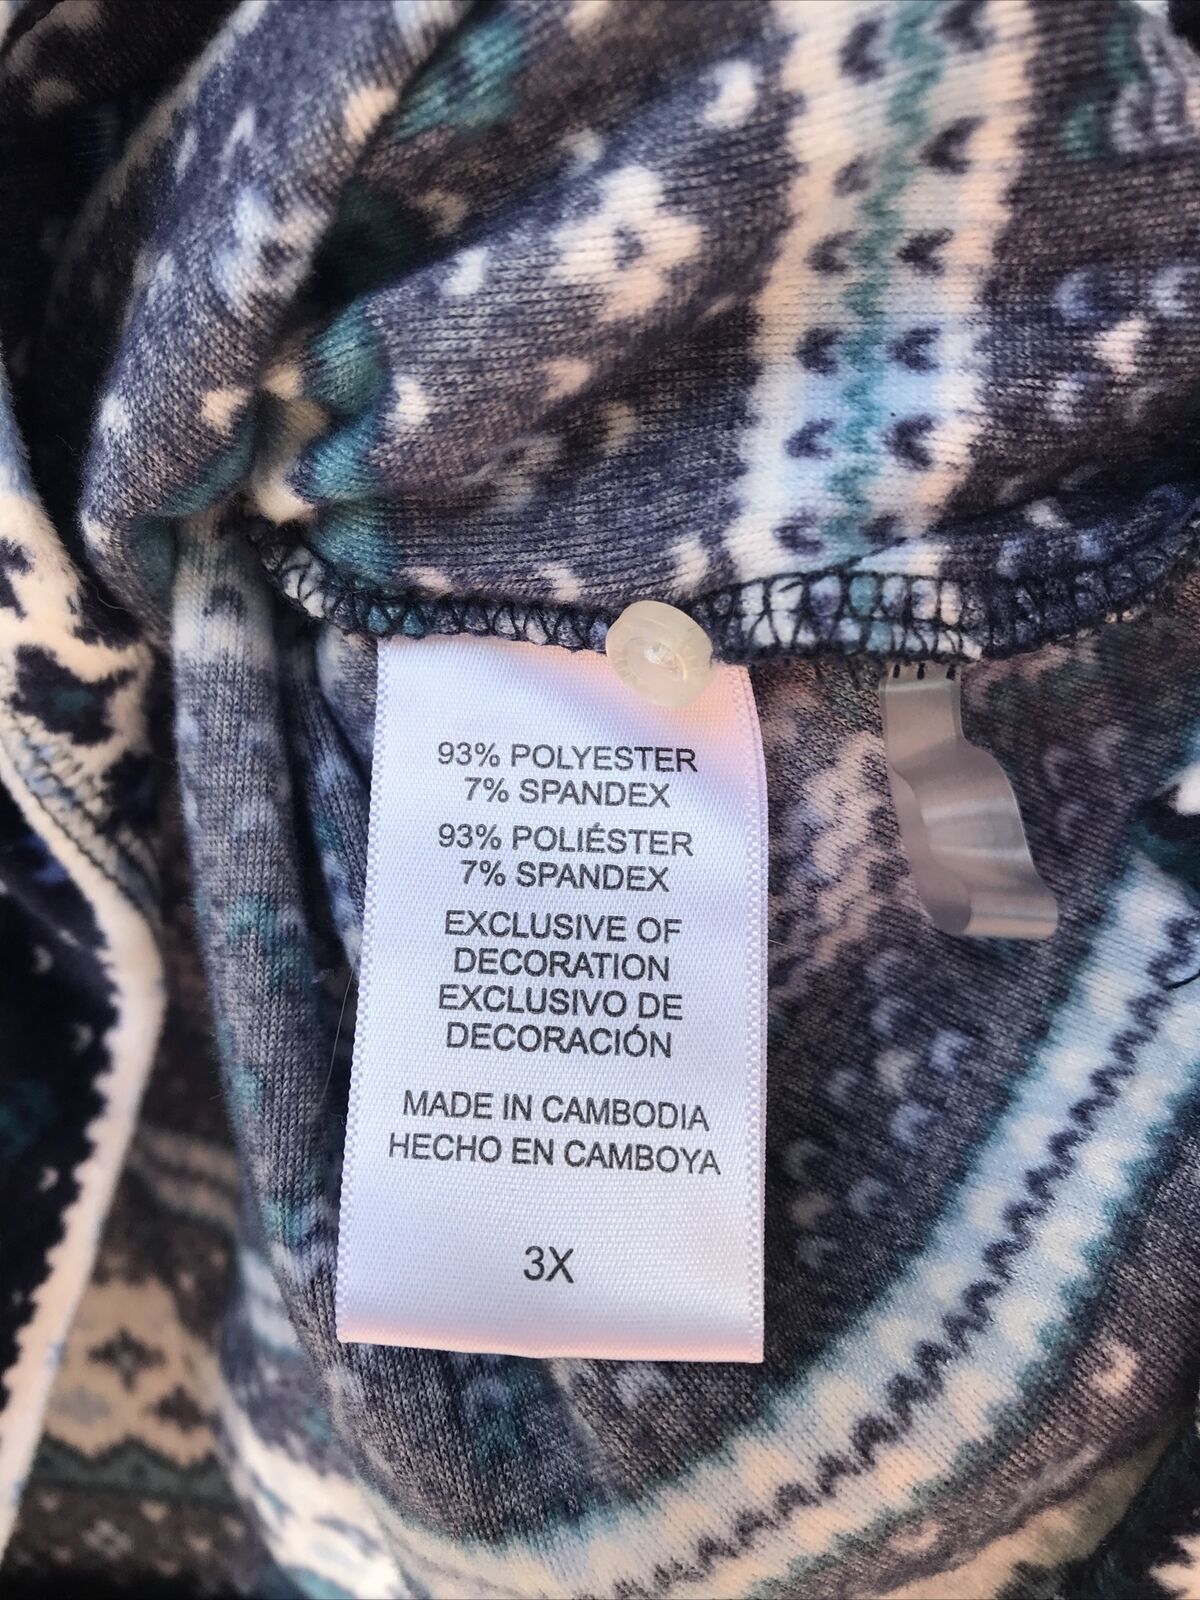 93% POLYESTER
7% SPANDEX
93% POLIÉSTER
7% SPANDEX
EXCLUSIVE OF
DECORATION
EXCLUSIVO DE
DECORACIÓN
MADE IN CAMBODIA
HECHO EN CAMBOYA
3X